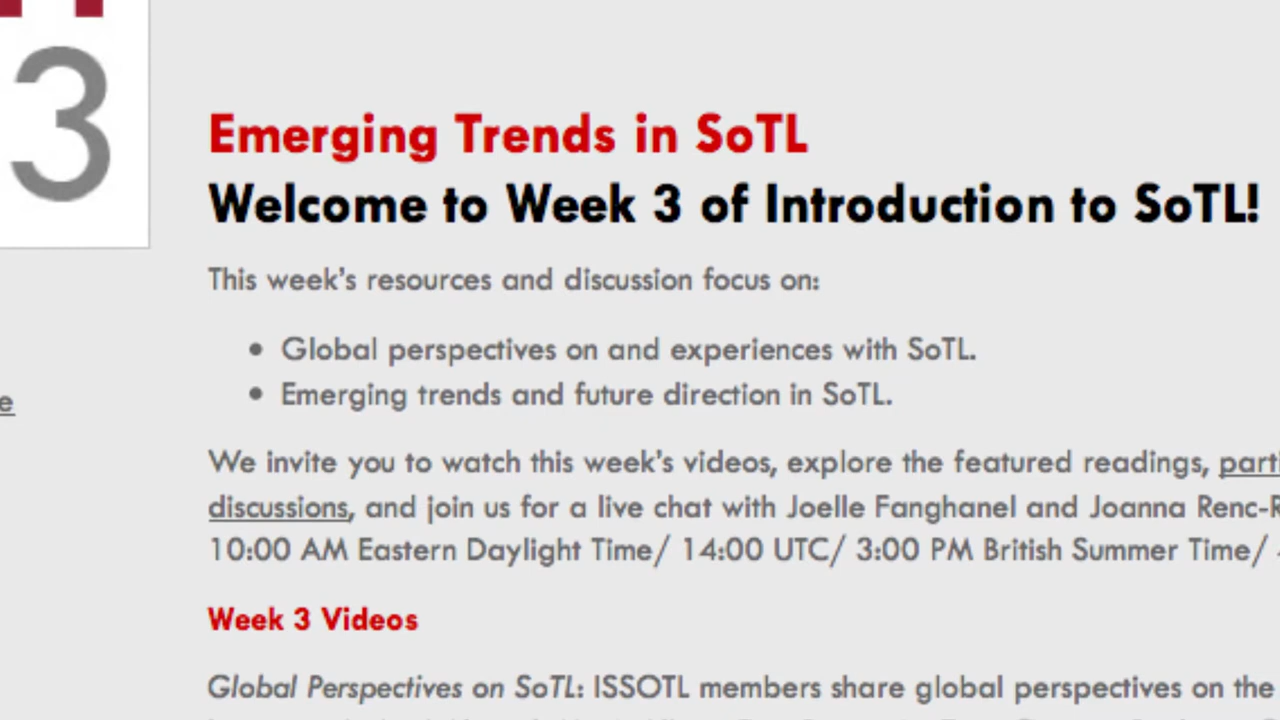 3
Emerging Trends in SoTL
Welcome to Week 3 of Introduction to SoTL!
This week's resources and discussion focus on:
• Global perspectives on and experiences with SoTL.
• Emerging trends and future direction in SoTL.
e
We invite you to watch this week's videos, explore the featured readings, parti
discussions, and join us for a live chat with Joelle Fanghanel and Joanna Renc-R
10:00 AM Eastern Daylight Time/ 14:00 UTC/ 3:00 PM British Summer Time/
Week 3 Videos
Global Perspectives on SoTL: ISSOTL members share global perspectives on the